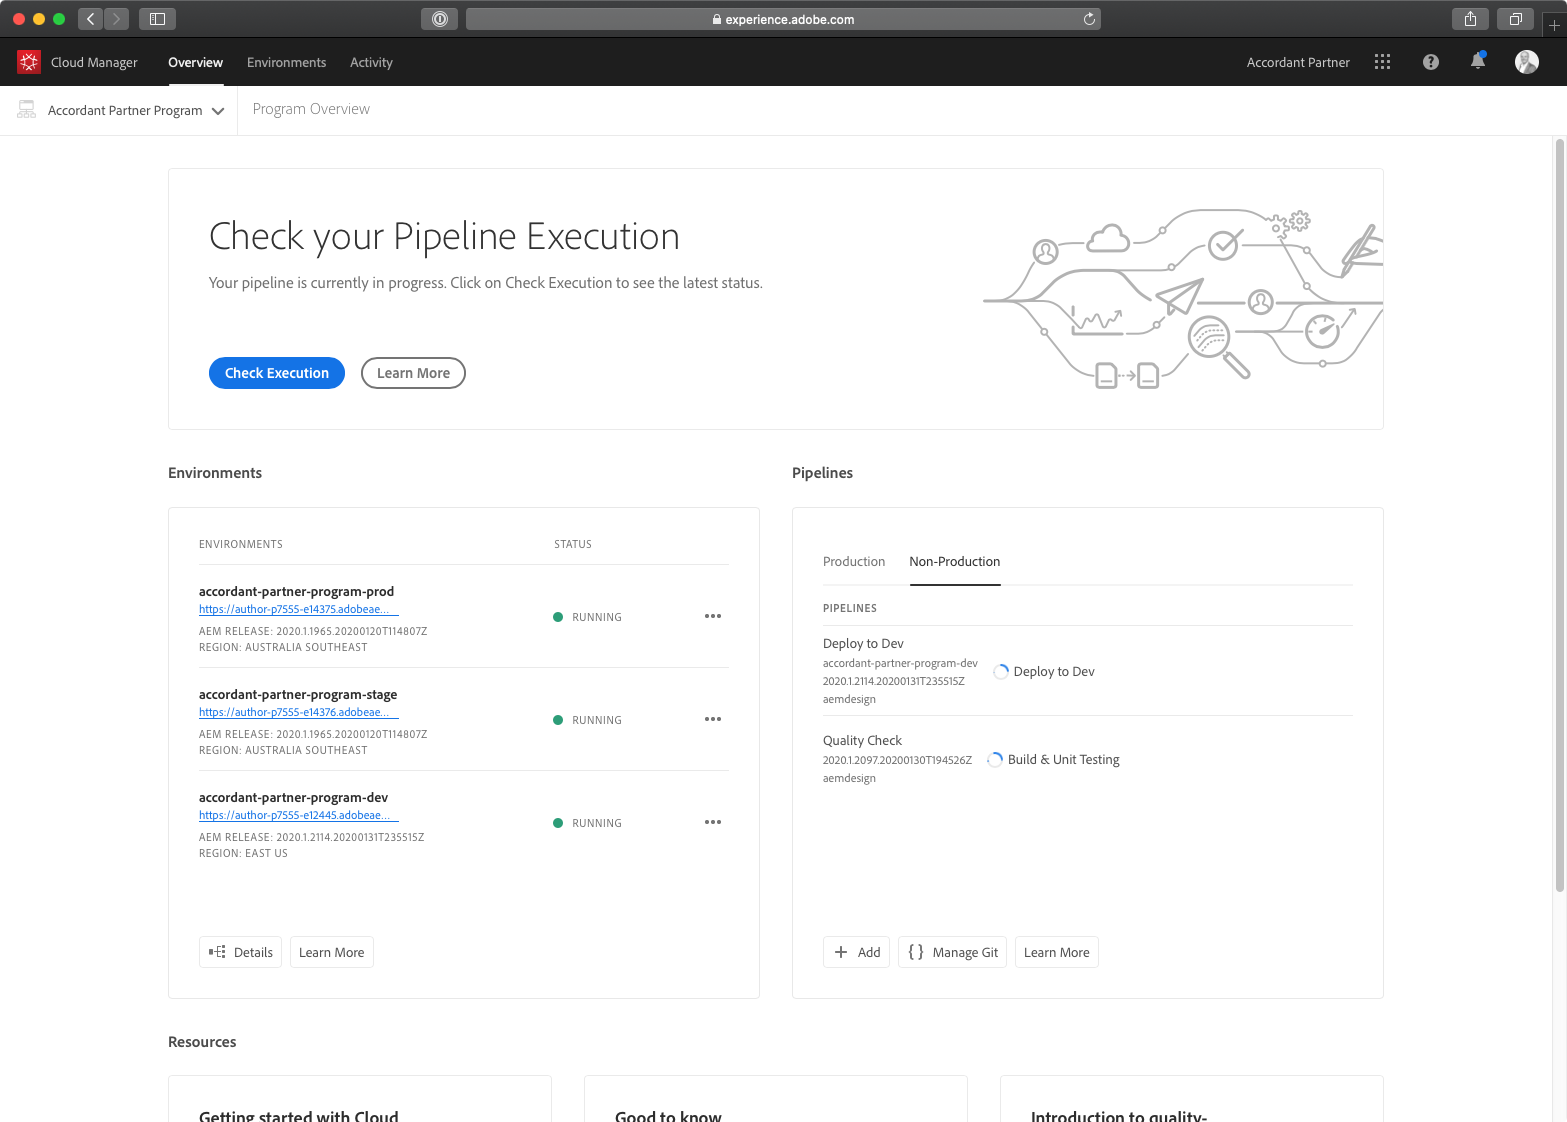 experience.adobe.com
Cloud Manager Overview Environments Activity Accordant Partner
Accordant Partner Program Program Overview
Check your Pipeline Execution
Your pipeline is currently in progress. Click on Check Execution to see the latest status.
Check Execution Learn More
Environments
ENVIRONMENTS STATUS
accordant-partner-program-prod
https://author-p7555-e14375.adobeae...
RUNNING
AEM RELEASE: 2020.1.1965.20200120T114807Z
REGION: AUSTRALIA SOUTHEAST
accordant-partner-program-stage
https://author-p7555-e14376.adobeae...
RUNNING
AEM RELEASE: 2020.1.1965.20200120T114807Z
REGION: AUSTRALIA SOUTHEAST
accordant-partner-program-dev
https://author-p7555-e12445.adobeae...
RUNNING
AEM RELEASE: 2020.1.2114.20200131T235515Z
REGION: EAST US
Details Learn More
Pipelines
Production Non-Production
PIPELINES
Deploy to Dev
accordant-partner-program-dev
2020.1.2114.20200131T235515Z
aemdesign
Deploy to Dev
Quality Check
2020.1.2097.20200130T194526Z
aemdesign
Build & Unit Testing
+ Add {} Manage Git Learn More
Resources
Getting started with Cloud
Good to know
Introduction to quality-